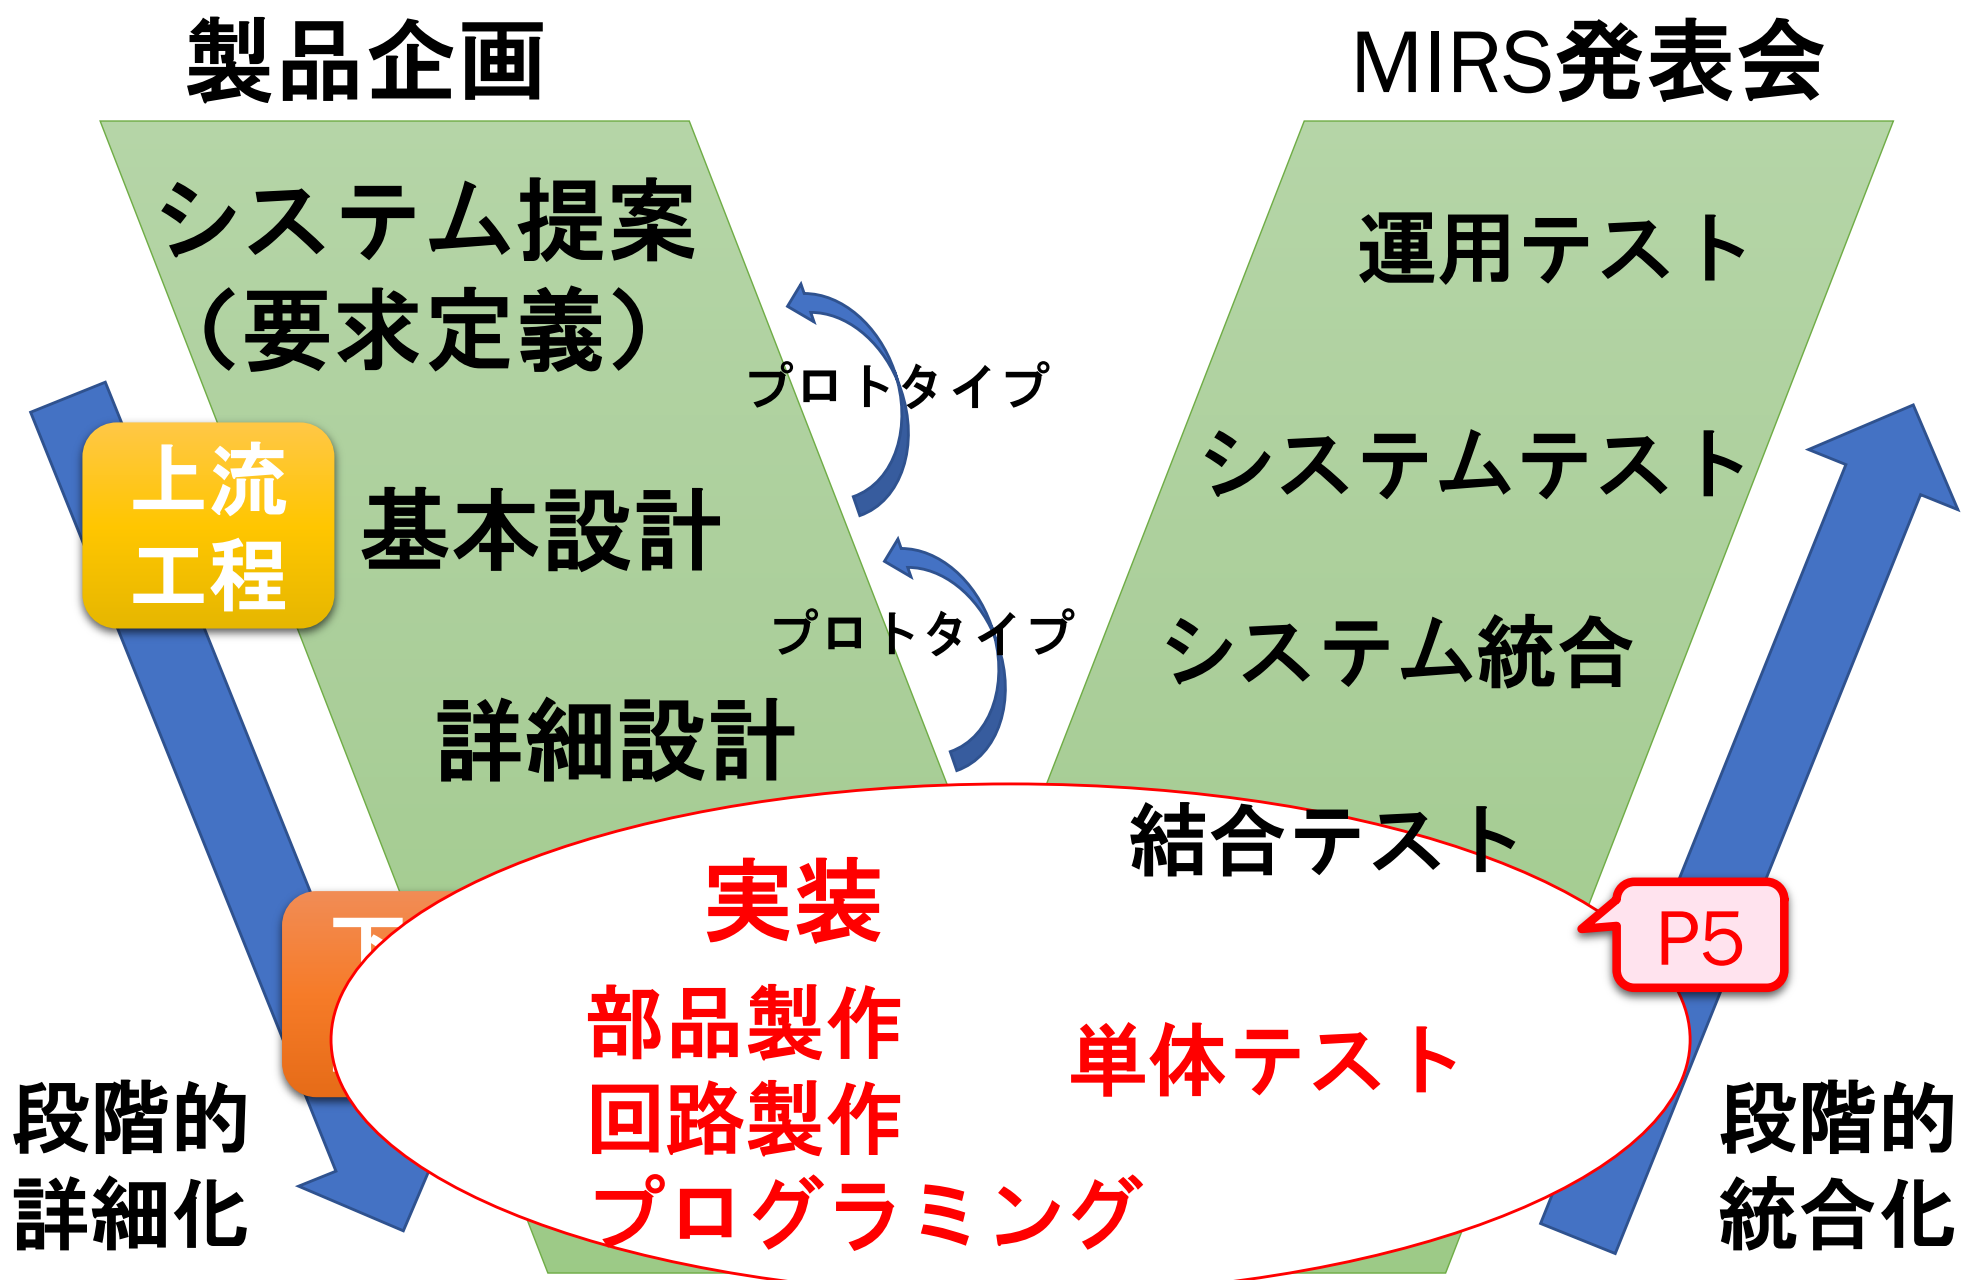 製品企画
MIRS発表会
システム提案
（要求定義）
運用テスト
プロトタイプ
上流
工程
基本設計
システムテスト
プロトタイプ
システム統合
詳細設計
結合テスト
実装
P5
部品製作
回路製作
プログラミング
単体テスト
段階的
詳細化
段階的
統合化